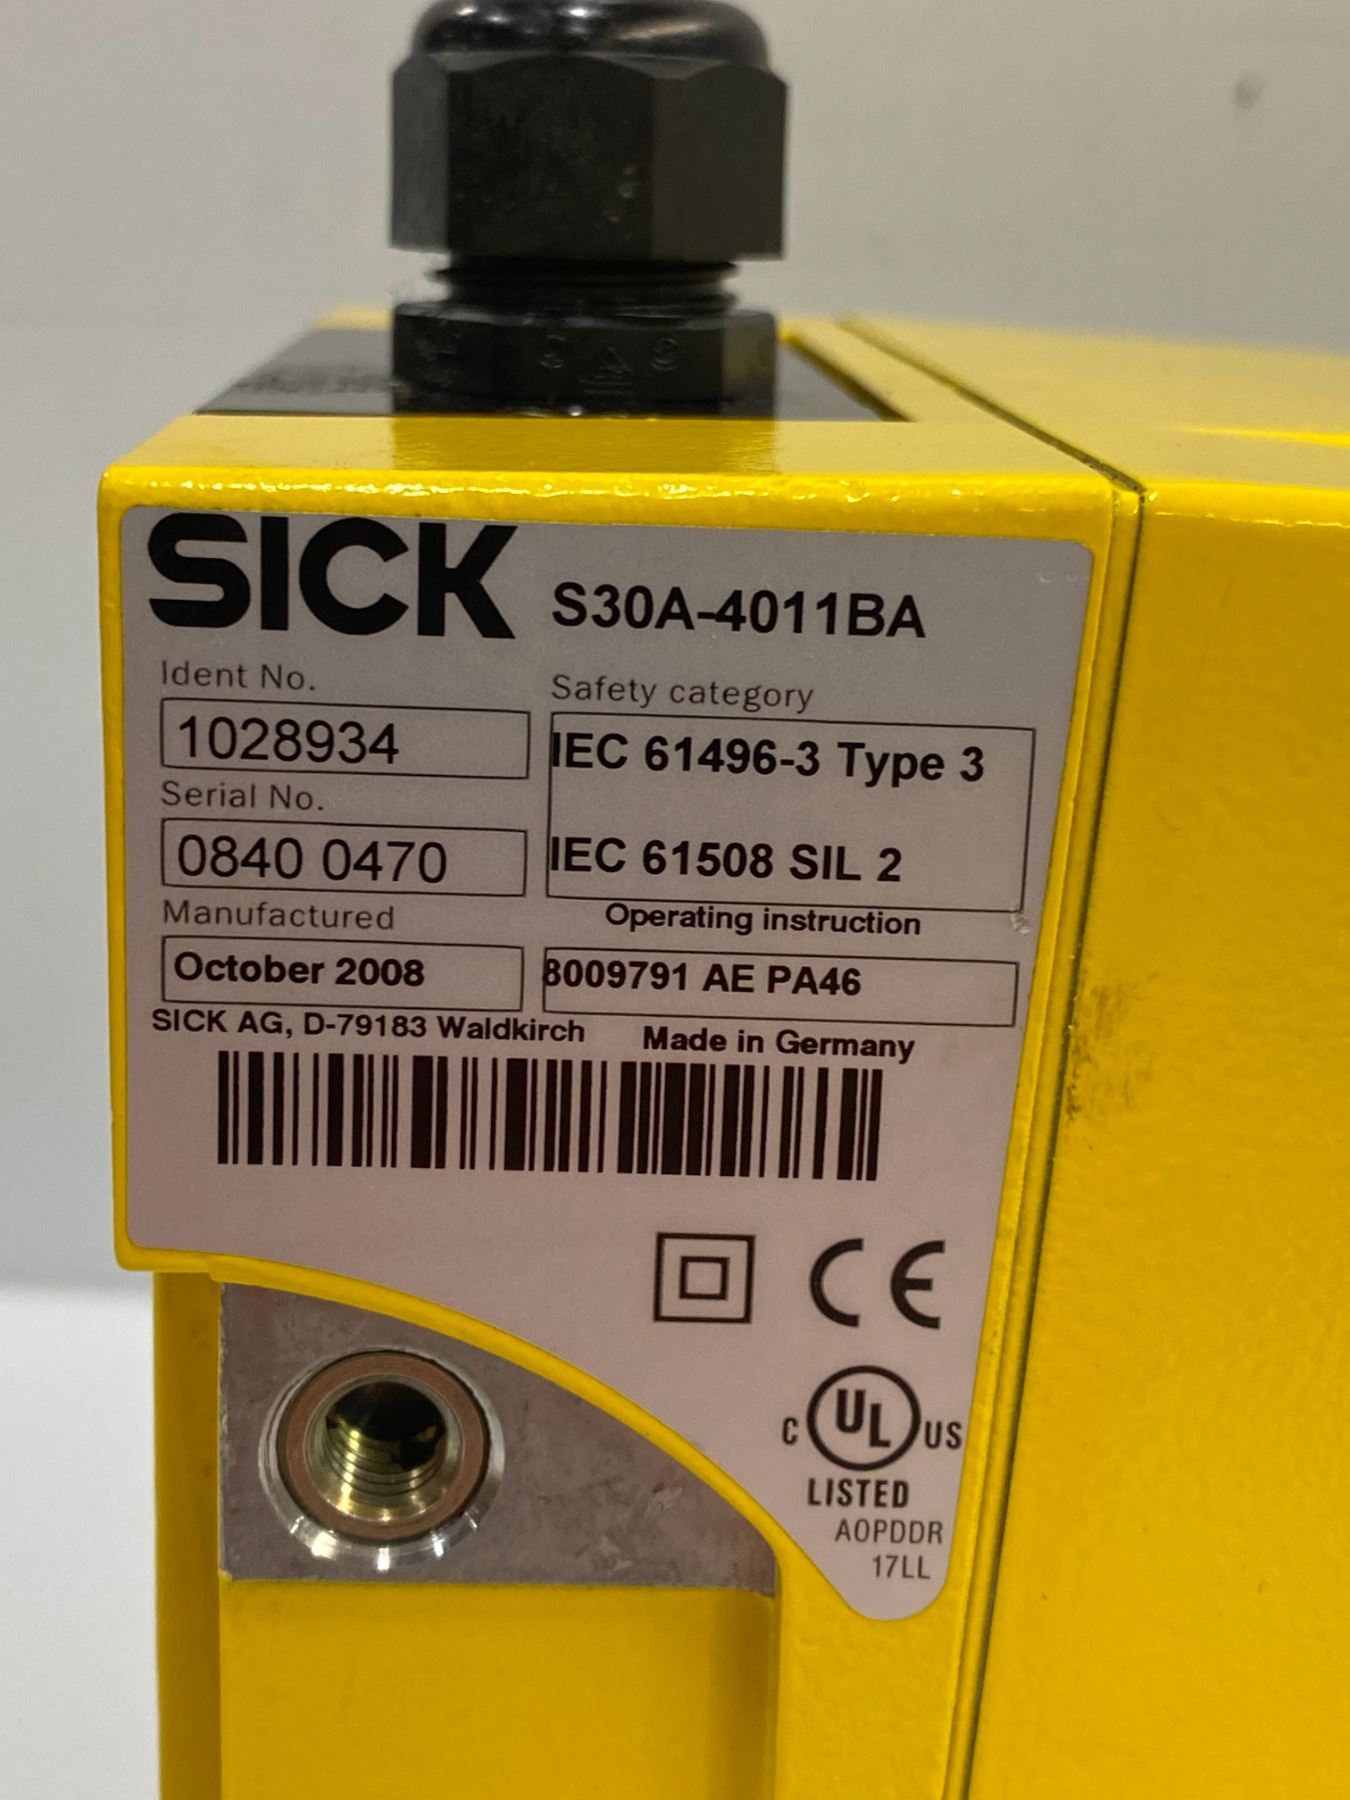 SICK S30A-4011BA
Ident No.
1028934
Serial No.
0840 0470
Manufactured
October 2008
Safety category
IEC 61496-3 Type 3
IEC 61508 SIL 2
Operating instruction
8009791 AE PA46
SICK AG, D-79183 Waldkirch Made in Germany
CE
C UL US
LISTED
AOPDDR
17LL